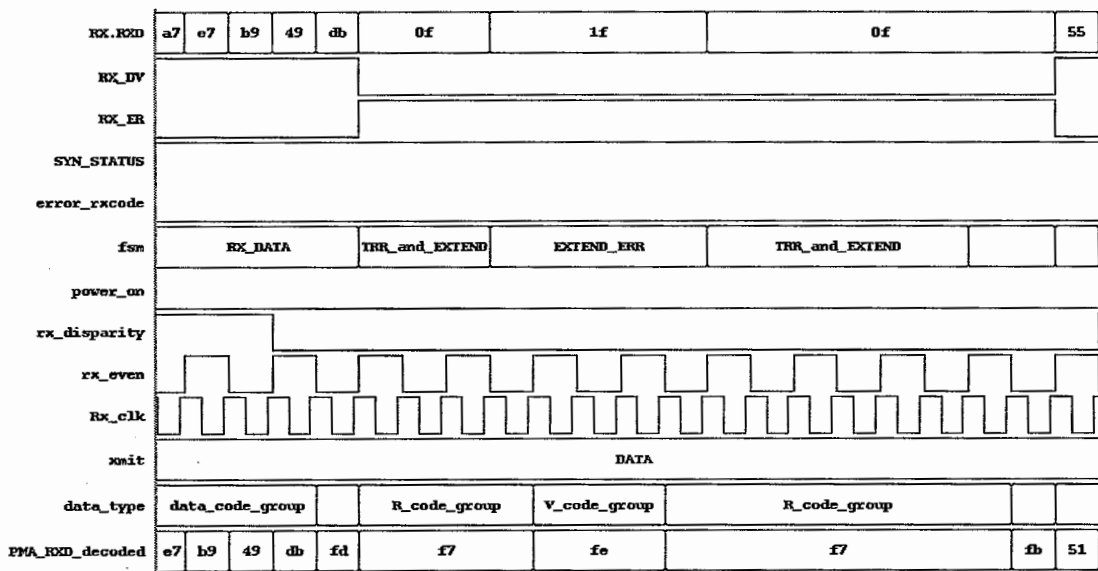 RX.RXD a7 e7 b9 49 db 0f 1f 0f 55
RX_DV
RX_ER
SYN_STATUS
error_rxcode
fsm RX_DATA TRR_and_EXTEND EXTEND_ERR TRR_and_EXTEND
power_on
rx_disparity
rx_even
Rx_clk
xmit DATA
data_type data_code_group R_code_group V_code_group R_code_group
PMA_RXD_decoded e7 b9 49 db fd f7 fe f7 fb 51